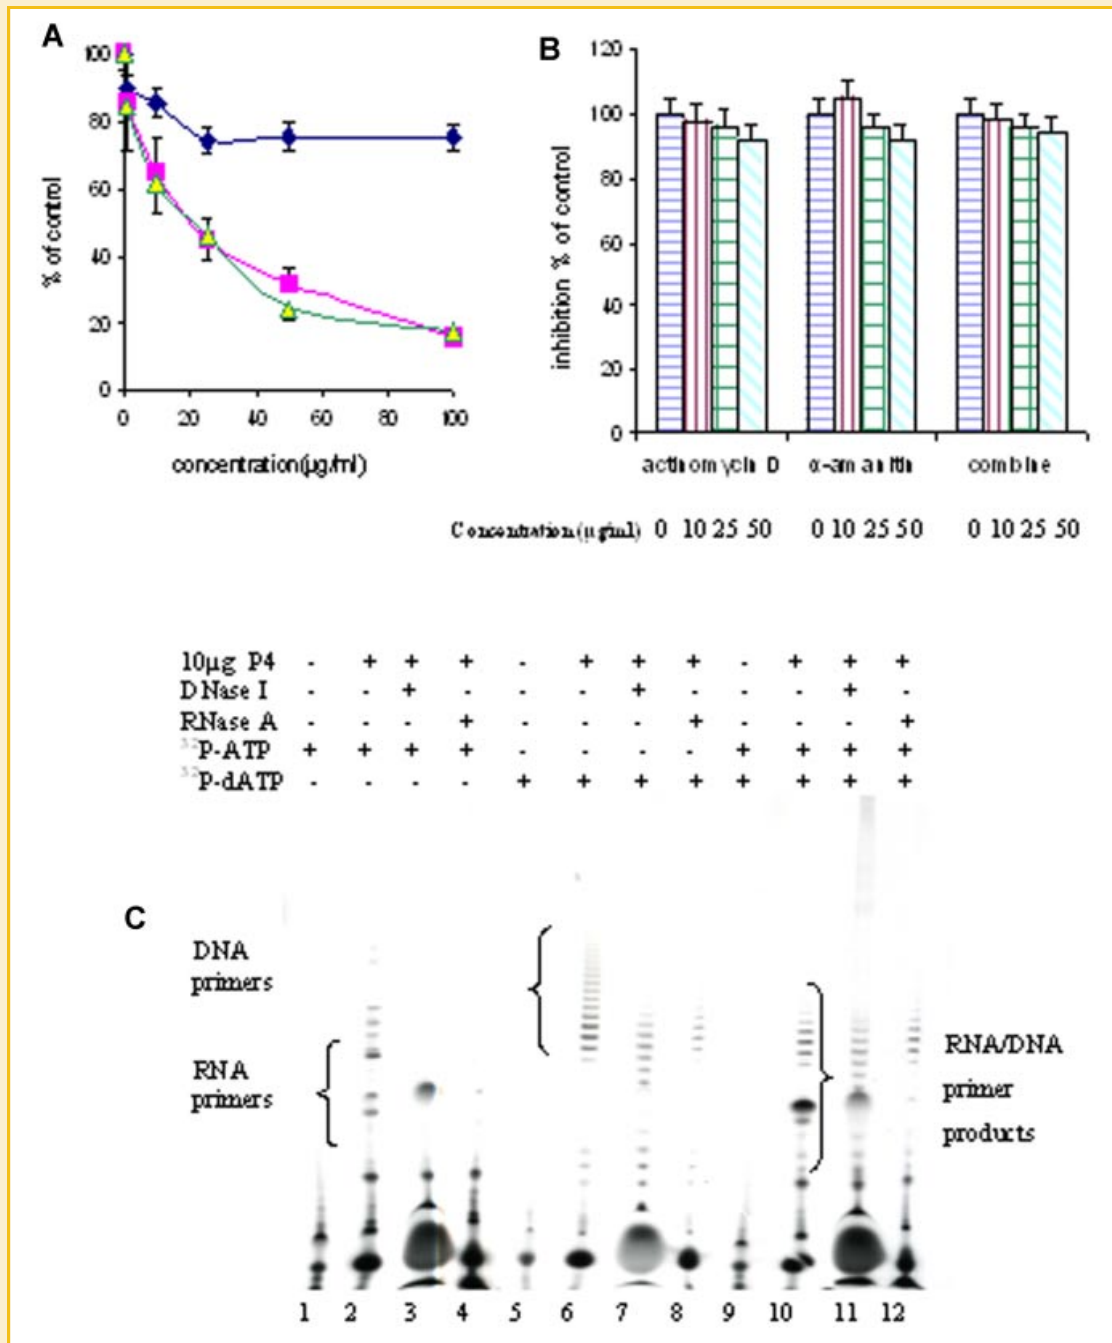 A
100
80
60
40
20
0
% of control
0 20 40 60 80 100
concentration(µg/ml)
B
120
100
80
60
40
20
0
inhibition % of control
actinomycin D α-amanitin combine
Concentration (µg/ml) 0 10 25 50 0 10 25 50 0 10 25 50
10µg P4 - + + + - + + + - + + +
DNase I - - + - - - + - - - + -
RNase A - - - + - - - + - - - +
32P-ATP + + + + - - - - + + + +
32P-dATP - - - - + + + + + + + +
C
DNA
primers
RNA
primers
RNA/DNA
primer
products
1 2 3 4 5 6 7 8 9 10 11 12